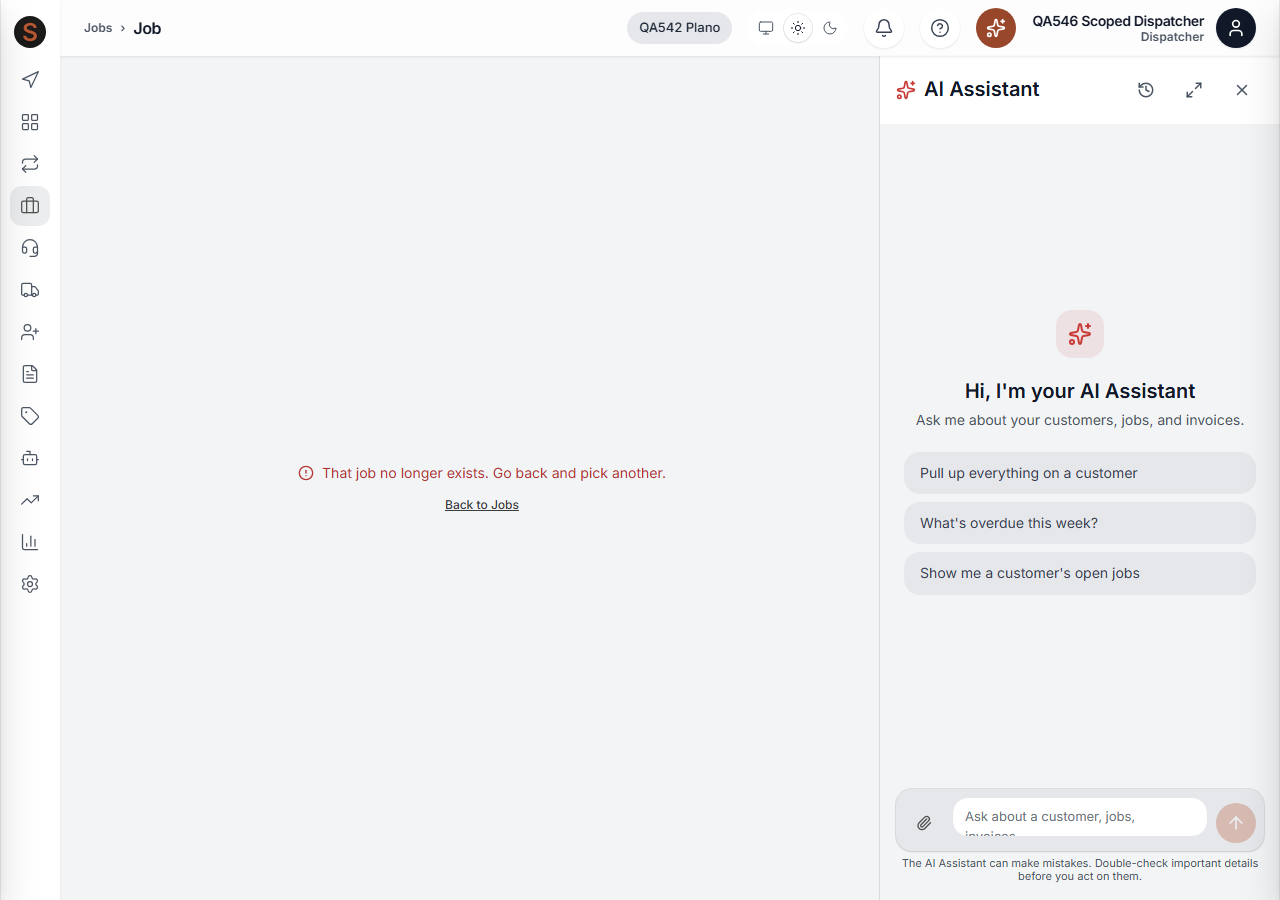 S
Jobs › Job
QA542 Plano
QA546 Scoped Dispatcher
Dispatcher
AI Assistant
Hi, I'm your AI Assistant
Ask me about your customers, jobs, and invoices.
That job no longer exists. Go back and pick another.
Back to Jobs
Pull up everything on a customer
What's overdue this week?
Show me a customer's open jobs
Ask about a customer, jobs,
invoices
The AI Assistant can make mistakes. Double-check important details
before you act on them.